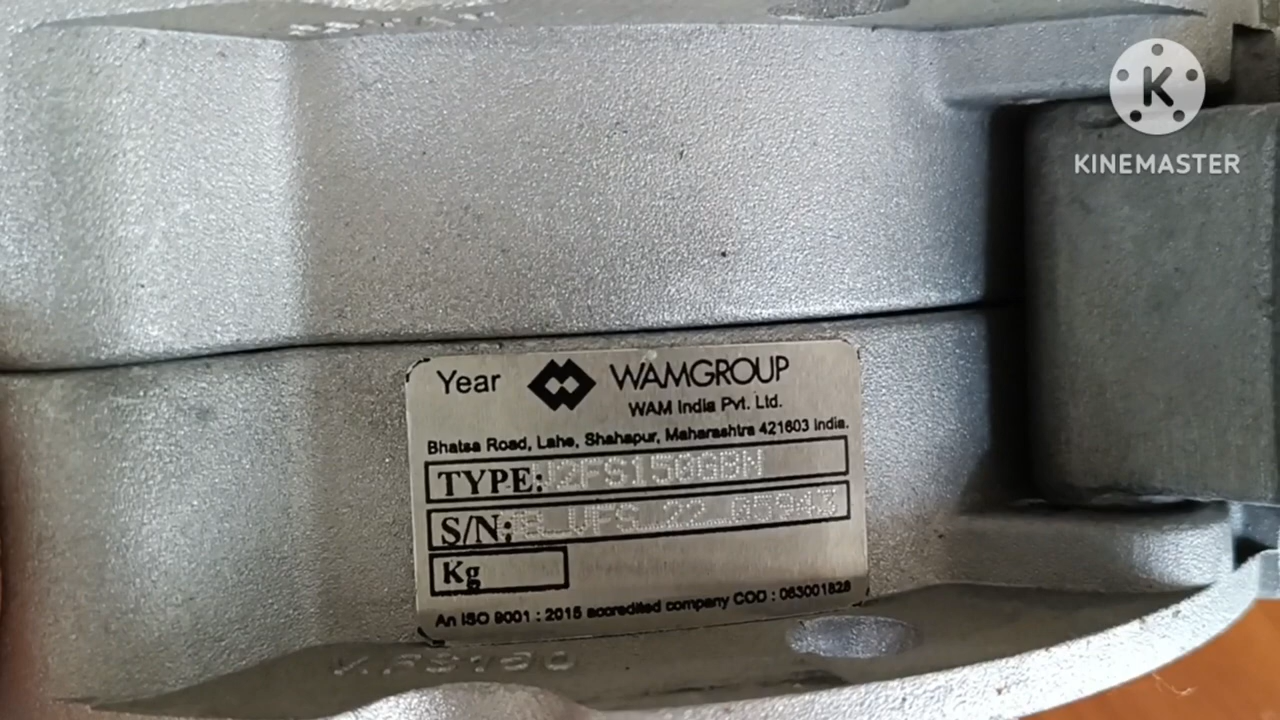 K
KINEMASTER
Year WAMGROUP
WAM India Pvt. Ltd.
Bhatsa Road, Lahe, Shahapur, Maharashtra 421603 India.
TYPE: V2FS150GBN
S/N: VFS 22 05943
Kg
An ISO 9001 : 2015 accredited company COD : 063001828